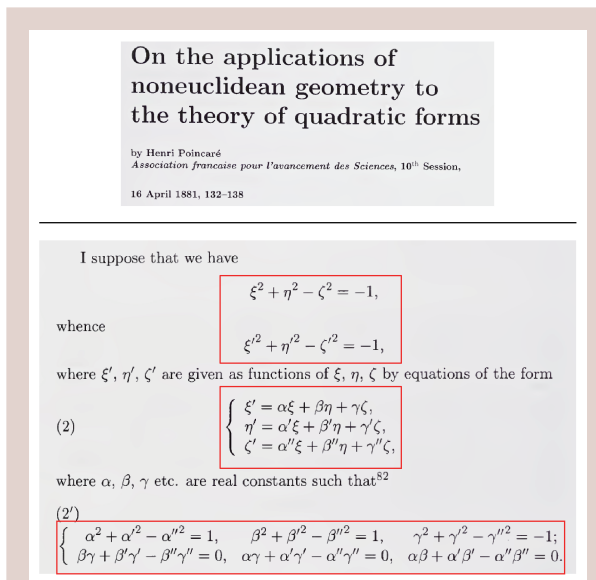 On the applications of
noneuclidean geometry to
the theory of quadratic forms
by Henri Poincaré
Association francaise pour l'avancement des Sciences, 10th Session,
16 April 1881, 132–138
I suppose that we have
ξ² + η² − ζ² = −1,
whence
ξ′² + η′² − ζ′² = −1,
where ξ′, η′, ζ′ are given as functions of ξ, η, ζ by equations of the form
(2) { ξ′ = αξ + βη + γζ,
η′ = α′ξ + β′η + γ′ζ,
ζ′ = α″ξ + β″η + γ″ζ,
where α, β, γ etc. are real constants such that⁸²
(2′)
{ α² + α′² − α″² = 1, β² + β′² − β″² = 1, γ² + γ′² − γ″² = −1;
βγ + β′γ′ − β″γ″ = 0, αγ + α′γ′ − α″γ″ = 0, αβ + α′β′ − α″β″ = 0.